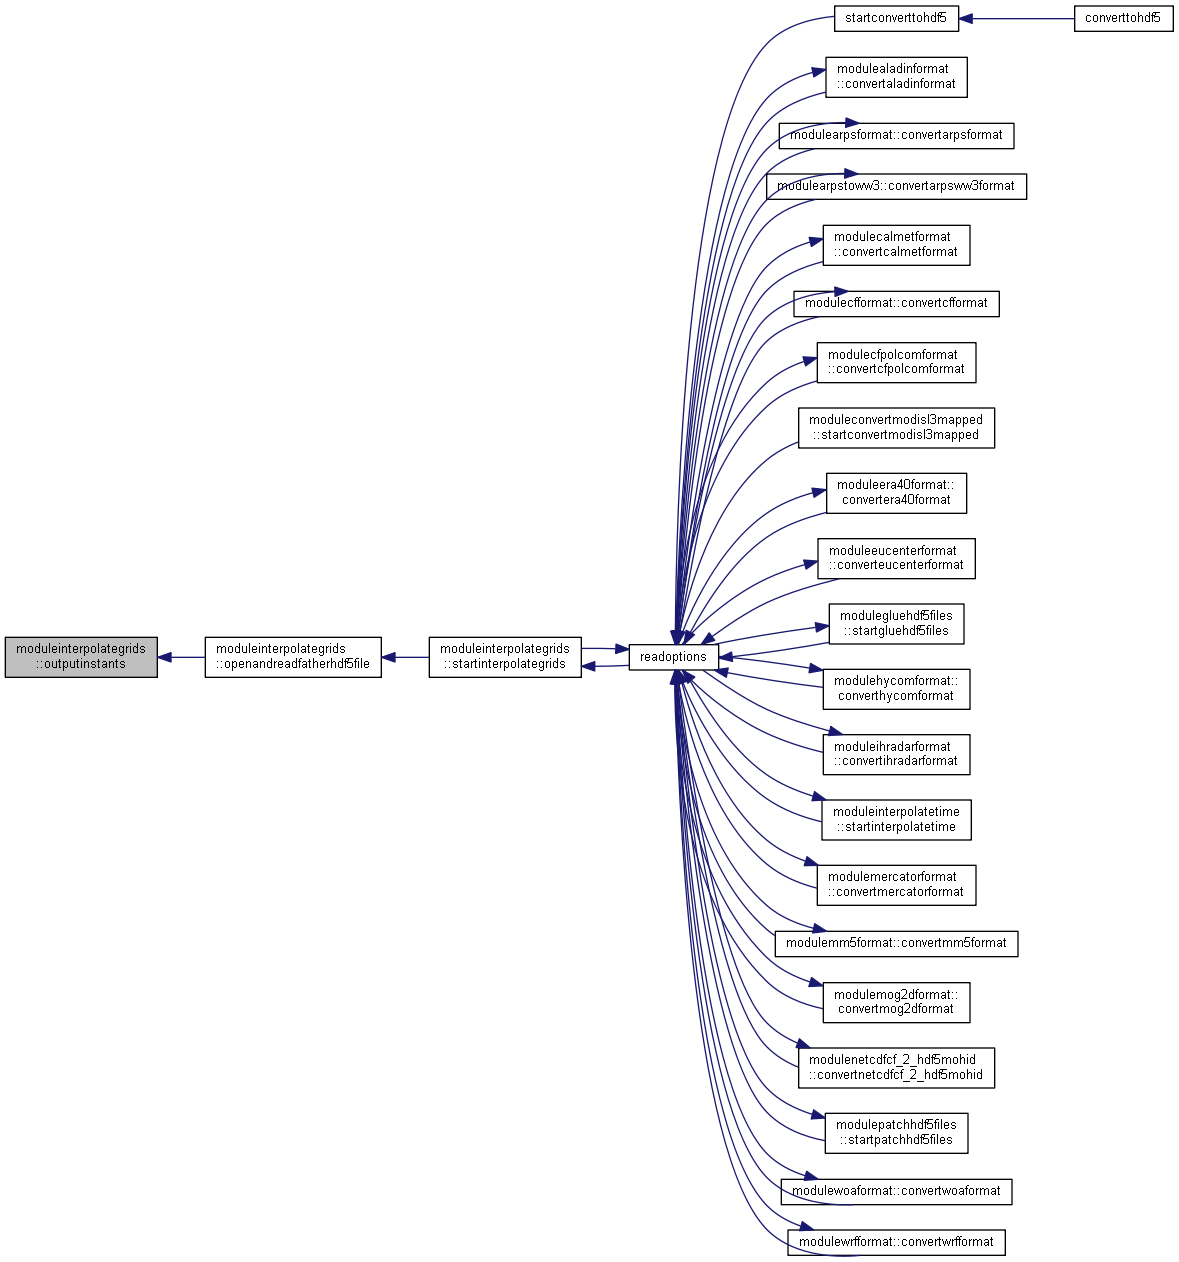 startconverttohdf5
converttohdf5
modulealadinformat
::convertaladinformat
modulearpsformat::convertarpsformat
modulearpstoww3::convertarpsww3format
modulecalmetformat
::convertcalmetformat
modulecfformat::convertcfformat
modulecfpolcomformat
::convertcfpolcomformat
moduleconvertmodisl3mapped
::startconvertmodisl3mapped
moduleera40format::
convertera40format
moduleeucenterformat
::converteucenterformat
modulegluehdf5files
::startgluehdf5files
moduleinterpolategrids
::outputinstants
moduleinterpolategrids
::openandreadfatherhdf5file
moduleinterpolategrids
::startinterpolategrids
readoptions
modulehycomformat::
converthycomformat
moduleihradarformat
::convertihradarformat
moduleinterpolatetime
::startinterpolatetime
modulemercatorformat
::convertmercatorformat
modulemm5format::convertmm5format
modulemog2dformat::
convertmog2dformat
modulenetcdfcf_2_hdf5mohid
::convertnetcdfcf_2_hdf5mohid
modulepatchhdf5files
::startpatchhdf5files
modulewoaformat::convertwoaformat
modulewrfformat::convertwrfformat